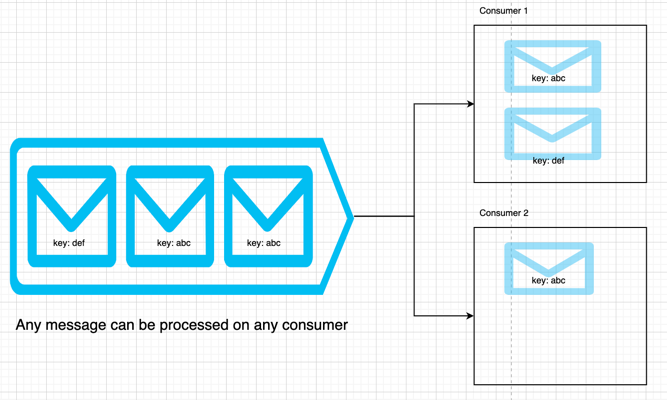 Consumer 1
key: abc
key: def
key: def
key: abc
key: abc
Consumer 2
key: abc
Any message can be processed on any consumer